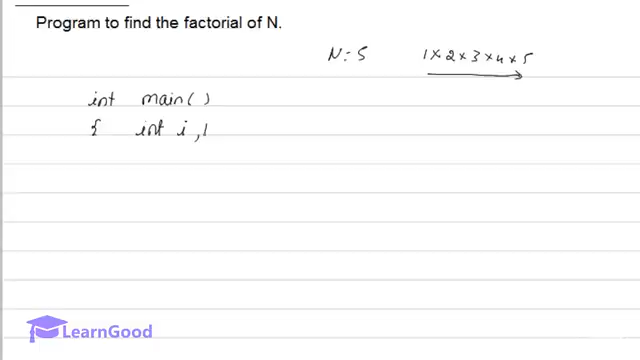 Program to find the factorial of N.
N = 5 1 x 2 x 3 x 4 x 5
int main( )
{ int i ,
LearnGood